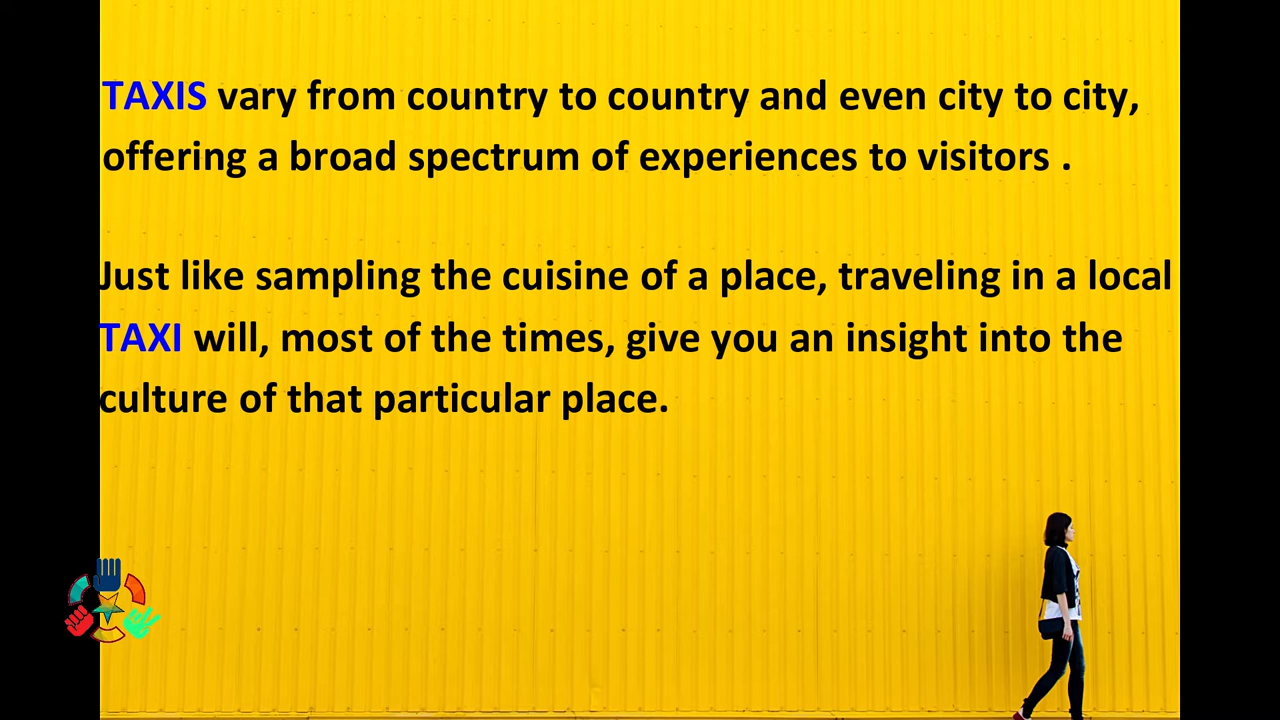 TAXIS vary from country to country and even city to city,
offering a broad spectrum of experiences to visitors .
Just like sampling the cuisine of a place, traveling in a local
TAXI will, most of the times, give you an insight into the
culture of that particular place.